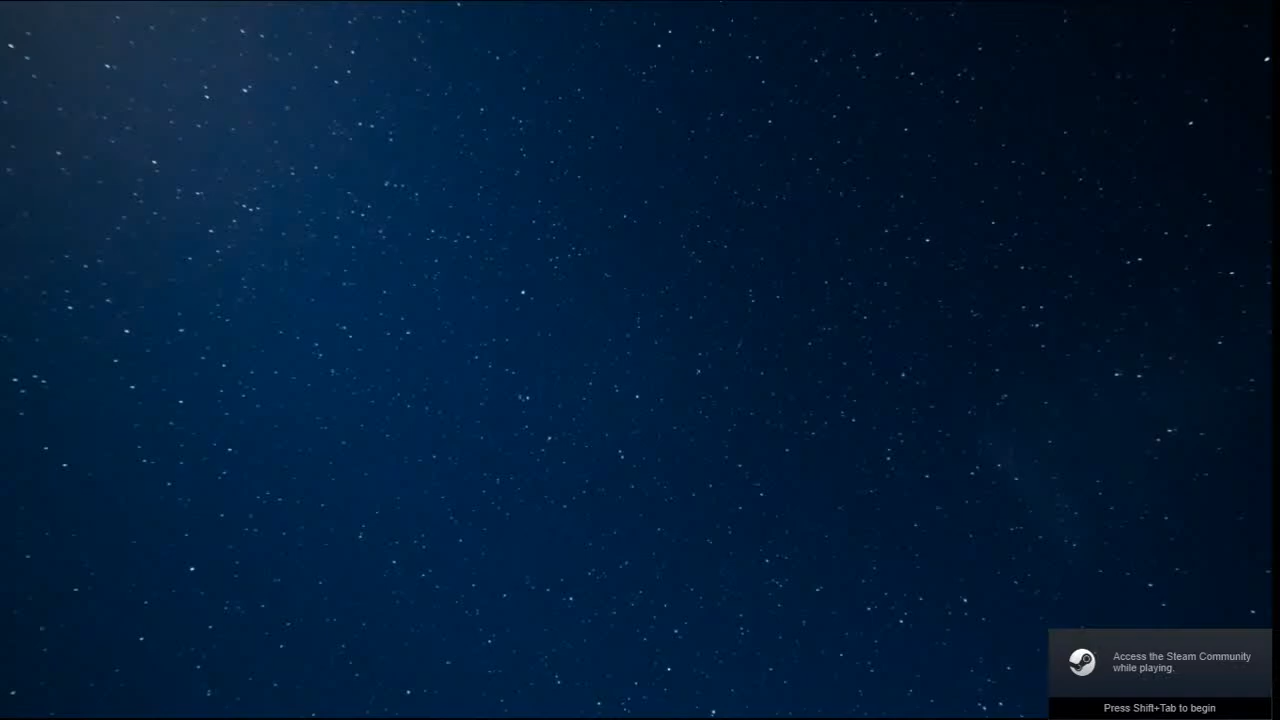 Access the Steam Community
while playing.
Press Shift+Tab to begin